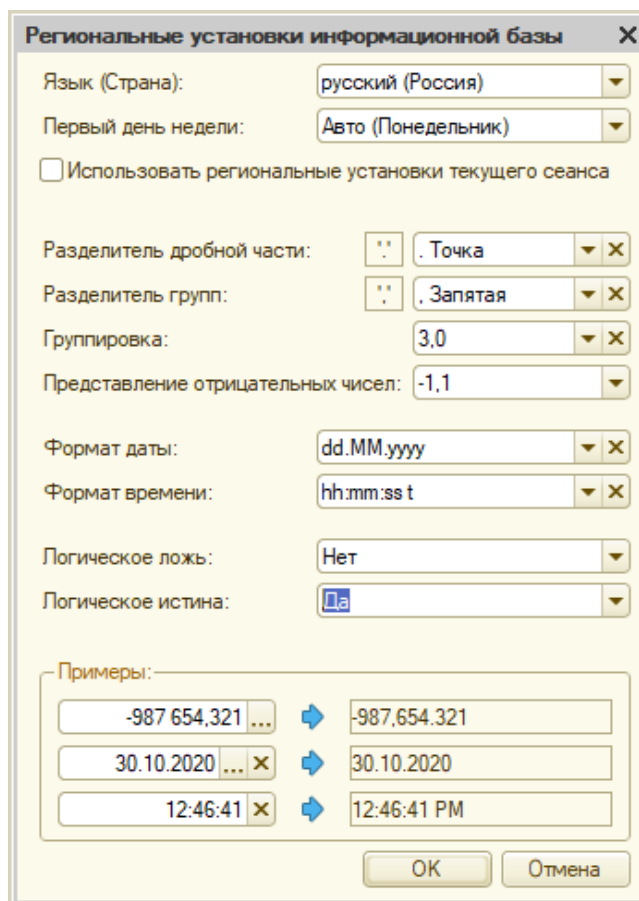 Региональные установки информационной базы
Язык (Страна): русский (Россия)
Первый день недели: Авто (Понедельник)
Использовать региональные установки текущего сеанса
Разделитель дробной части: '.' . Точка
Разделитель групп: ',' , Запятая
Группировка: 3,0
Представление отрицательных чисел: -1,1
Формат даты: dd.MM.yyyy
Формат времени: hh:mm:ss t
Логическое ложь: Нет
Логическое истина: Да
Примеры:
-987 654,321 ... -987,654.321
30.10.2020 ... 30.10.2020
12:46:41 12:46:41 PM
OK Отмена